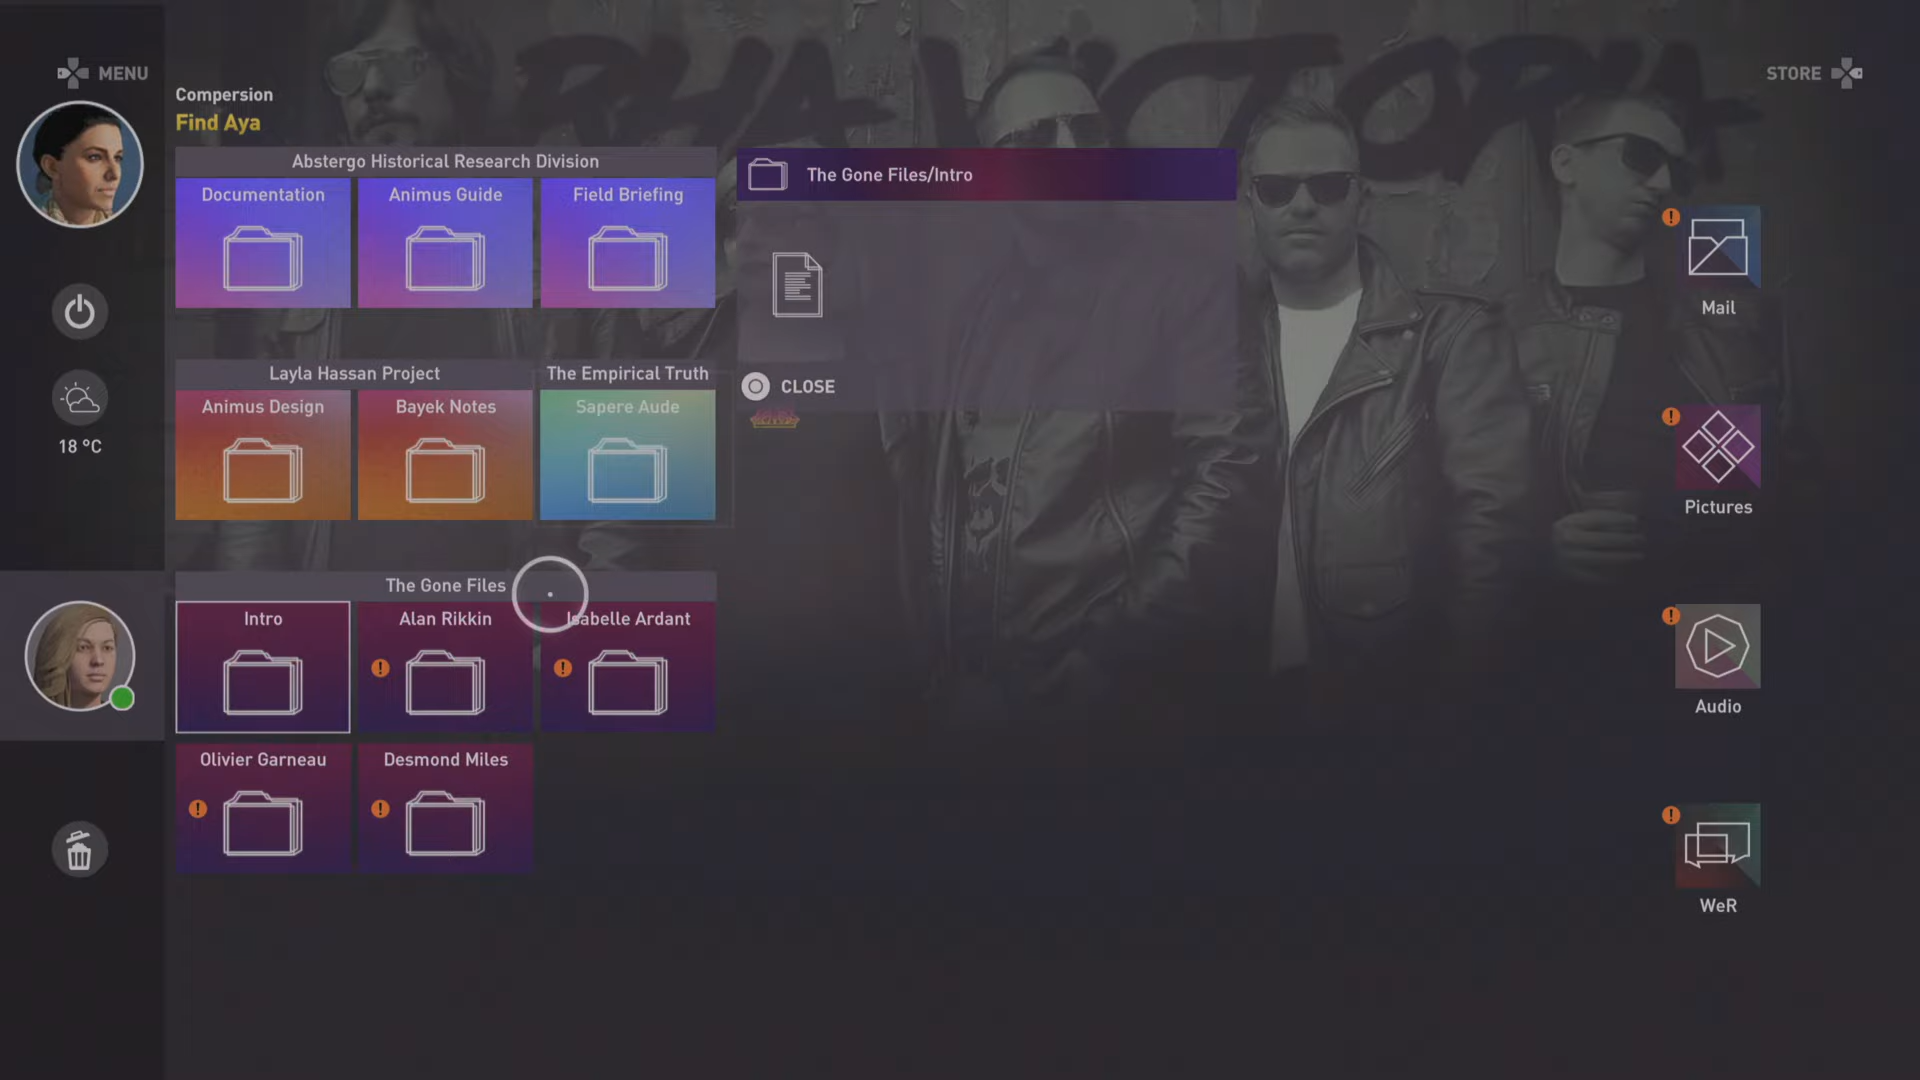 MENU
STORE
Compersion
Find Aya
Abstergo Historical Research Division
Documentation
Animus Guide
Field Briefing
The Gone Files/Intro
Mail
CLOSE
Layla Hassan Project
The Empirical Truth
Animus Design
Bayek Notes
Sapere Aude
18 °C
Pictures
The Gone Files
Intro
Alan Rikkin
Isabelle Ardant
Audio
Olivier Garneau
Desmond Miles
WeR